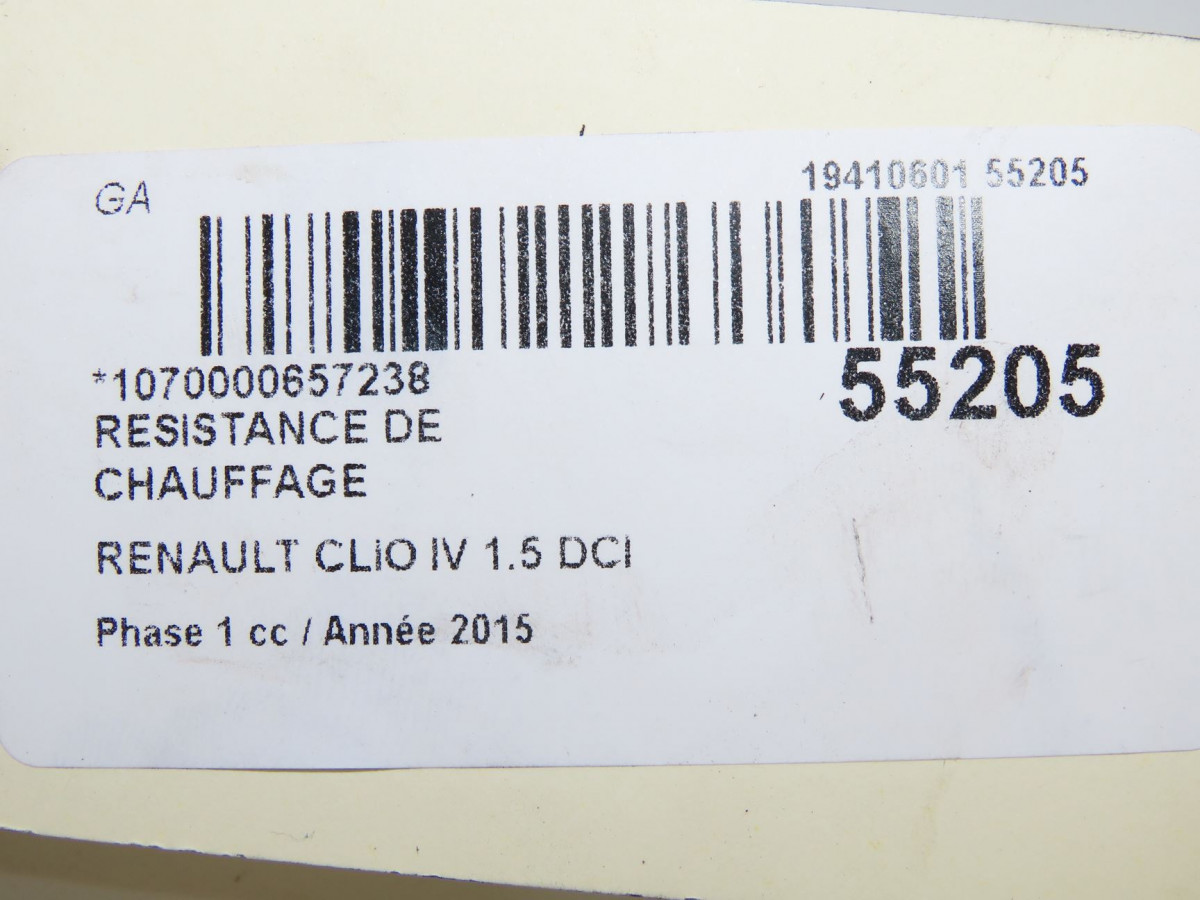 GA
19410601 55205
*1070000657238
55205
RESISTANCE DE
CHAUFFAGE
RENAULT CLIO IV 1.5 DCI
Phase 1 cc / Année 2015